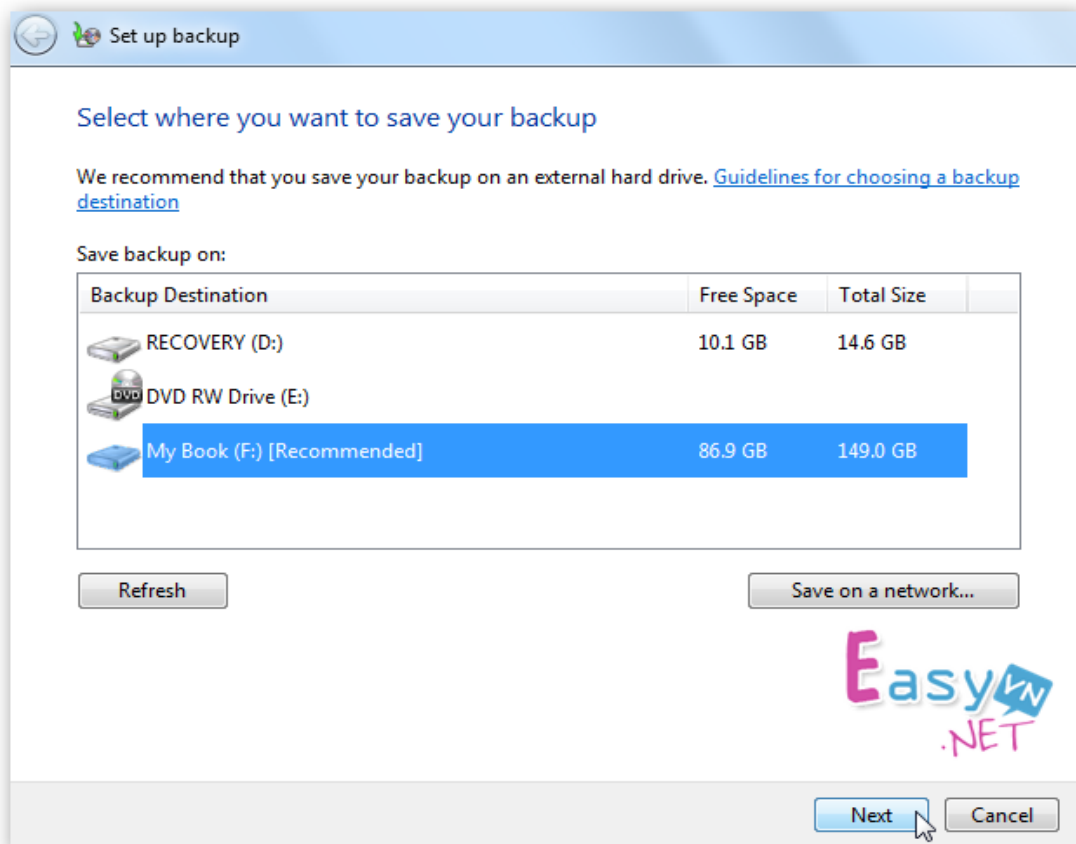 Set up backup
Select where you want to save your backup
We recommend that you save your backup on an external hard drive. Guidelines for choosing a backup
destination
Save backup on:
Backup Destination Free Space Total Size
RECOVERY (D:) 10.1 GB 14.6 GB
DVD DVD RW Drive (E:)
My Book (F:) [Recommended] 86.9 GB 149.0 GB
Refresh Save on a network...
Easy VN
.NET
Next Cancel